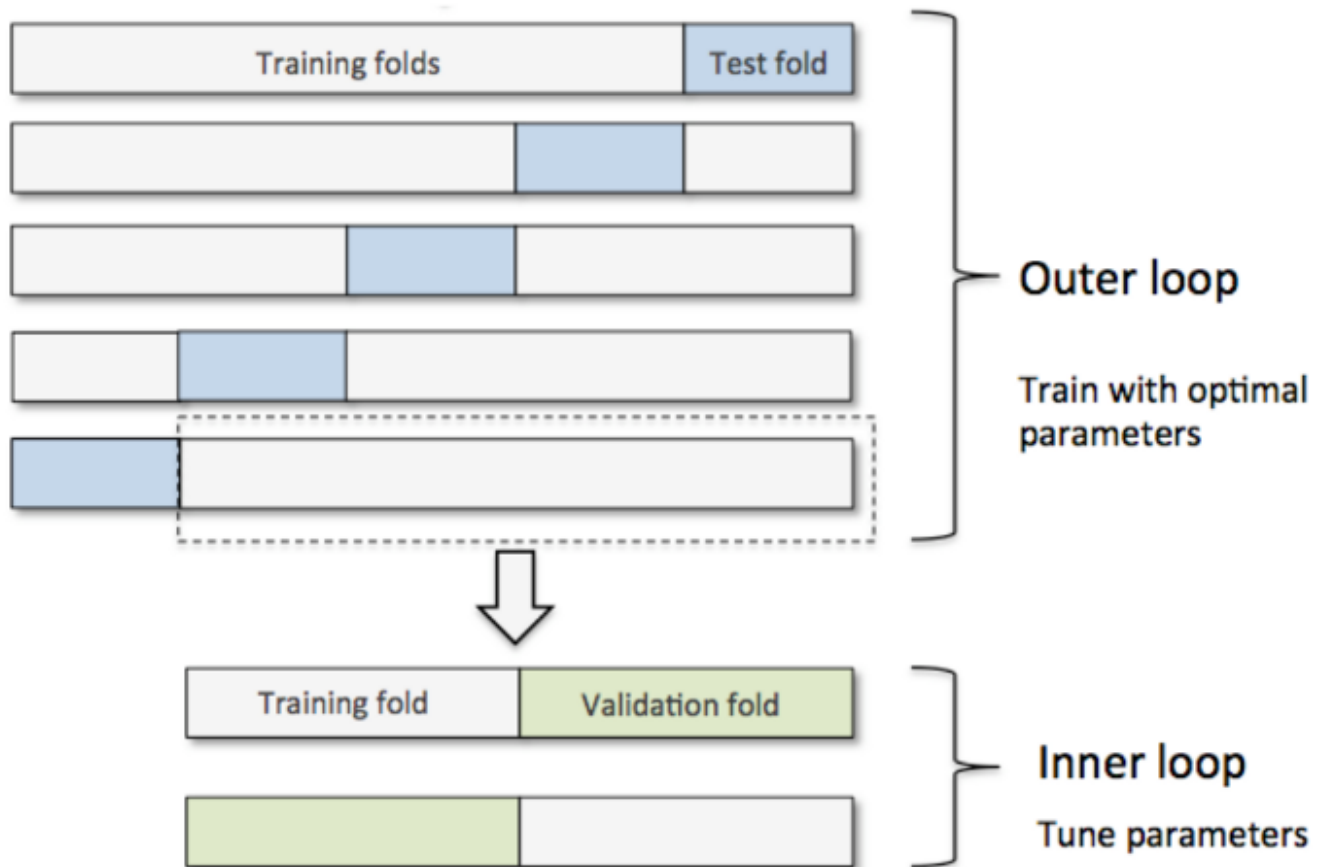 Training folds
Test fold
Outer loop
Train with optimal
parameters
Training fold
Validation fold
Inner loop
Tune parameters